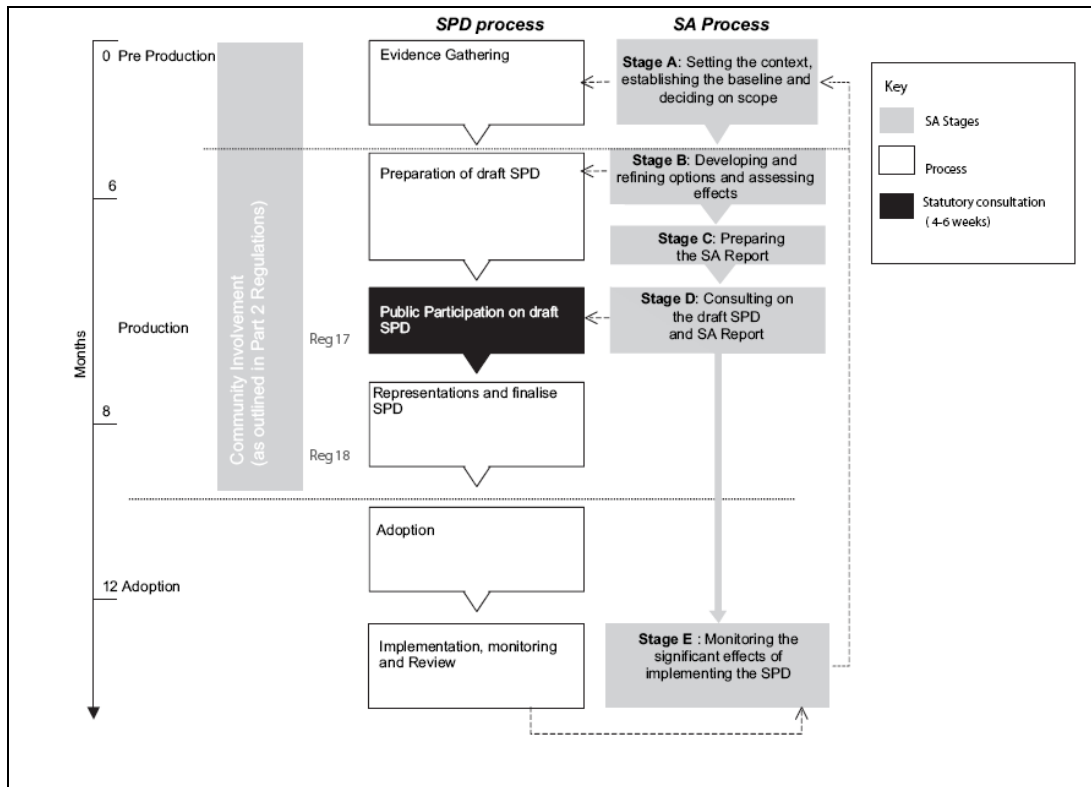 SPD process
SA Process
0 Pre Production
Evidence Gathering
Stage A: Setting the context,
establishing the baseline and
deciding on scope
Key
SA Stages
Process
Statutory consultation
( 4-6 weeks)
6
Preparation of draft SPD
Stage B: Developing and
refining options and assessing
effects
Stage C: Preparing
the SA Report
Months
Production
Community Involvement
(as outlined in Part 2 Regulations)
Reg 17
Public Participation on draft
SPD
Stage D: Consulting on
the draft SPD
and SA Report
8
Representations and finalise
SPD
Reg 18
Adoption
12 Adoption
Implementation, monitoring
and Review
Stage E : Monitoring the
significant effects of
implementing the SPD